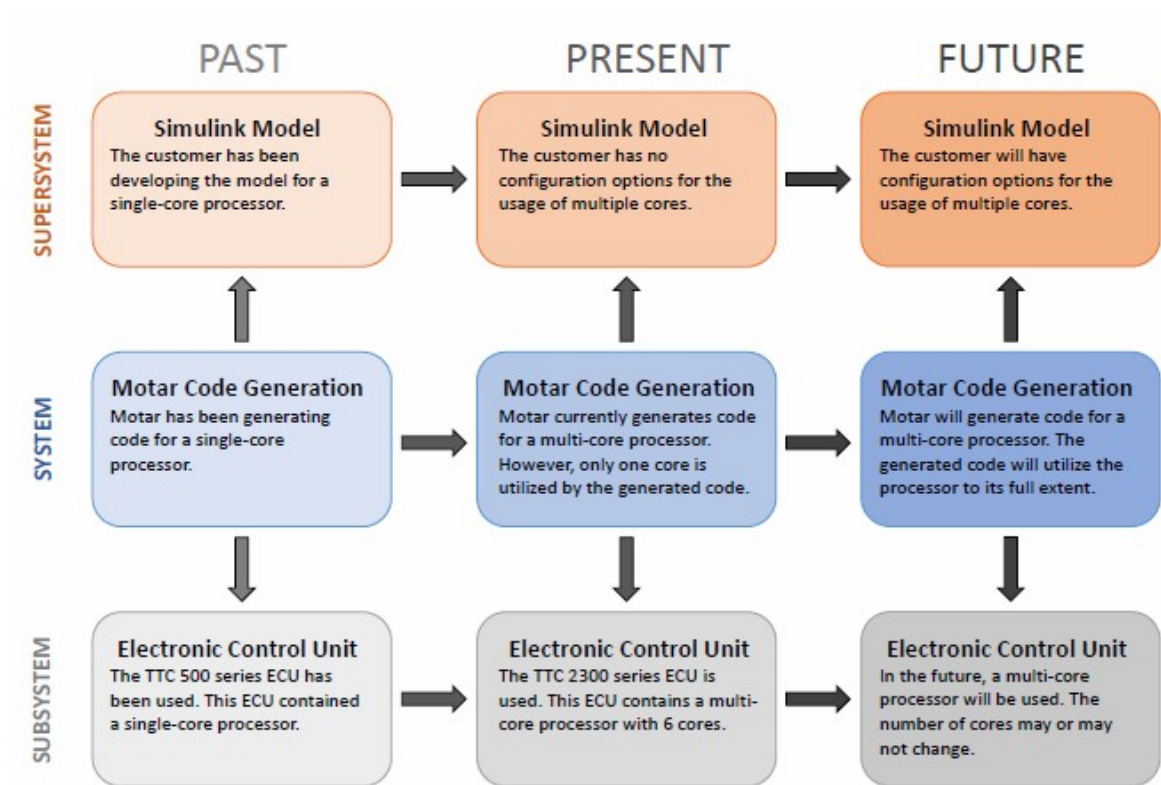 PAST
PRESENT
FUTURE
SUPERSYSTEM
Simulink Model
The customer has been
developing the model for a
single-core processor.
Simulink Model
The customer has no
configuration options for the
usage of multiple cores.
Simulink Model
The customer will have
configuration options for the
usage of multiple cores.
SYSTEM
Motar Code Generation
Motar has been generating
code for a single-core
processor.
Motar Code Generation
Motar currently generates code
for a multi-core processor.
However, only one core is
utilized by the generated code.
Motar Code Generation
Motar will generate code for a
multi-core processor. The
generated code will utilize the
processor to its full extent.
SUBSYSTEM
Electronic Control Unit
The TTC 500 series ECU has
been used. This ECU contained
a single-core processor.
Electronic Control Unit
The TTC 2300 series ECU is
used. This ECU contains a multi-
core processor with 6 cores.
Electronic Control Unit
In the future, a multi-core
processor will be used. The
number of cores may or may
not change.